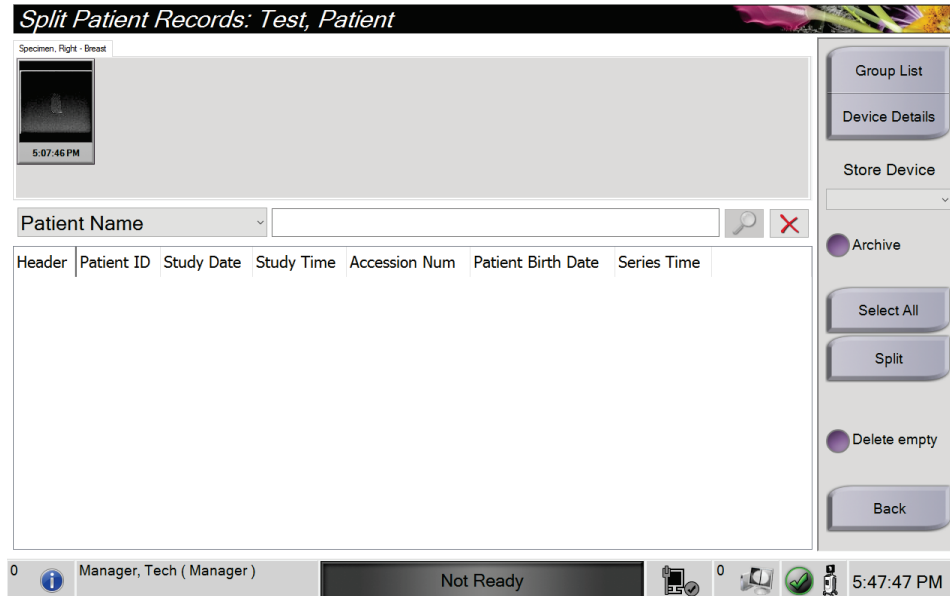 Split Patient Records: Test, Patient
Specimen, Right - Breast
5:07:46 PM
Group List
Device Details
Store Device
Archive
Patient Name
Header Patient ID Study Date Study Time Accession Num Patient Birth Date Series Time
Select All
Split
Delete empty
Back
0
Manager, Tech ( Manager )
Not Ready
0
5:47:47 PM